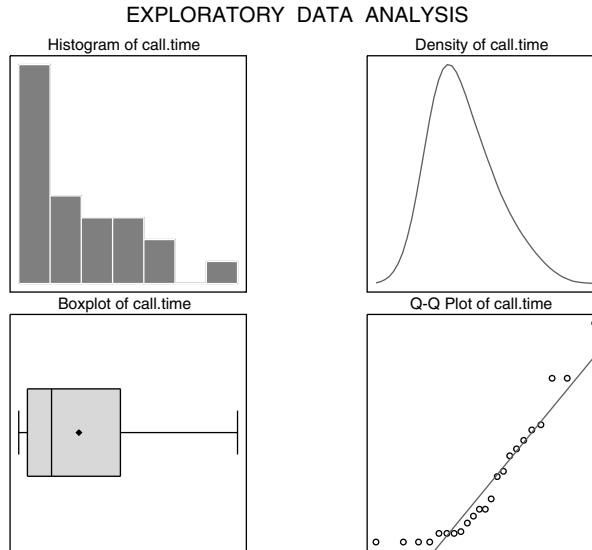 EXPLORATORY DATA ANALYSIS
Histogram of call.time
Density of call.time
Boxplot of call.time
Q-Q Plot of call.time